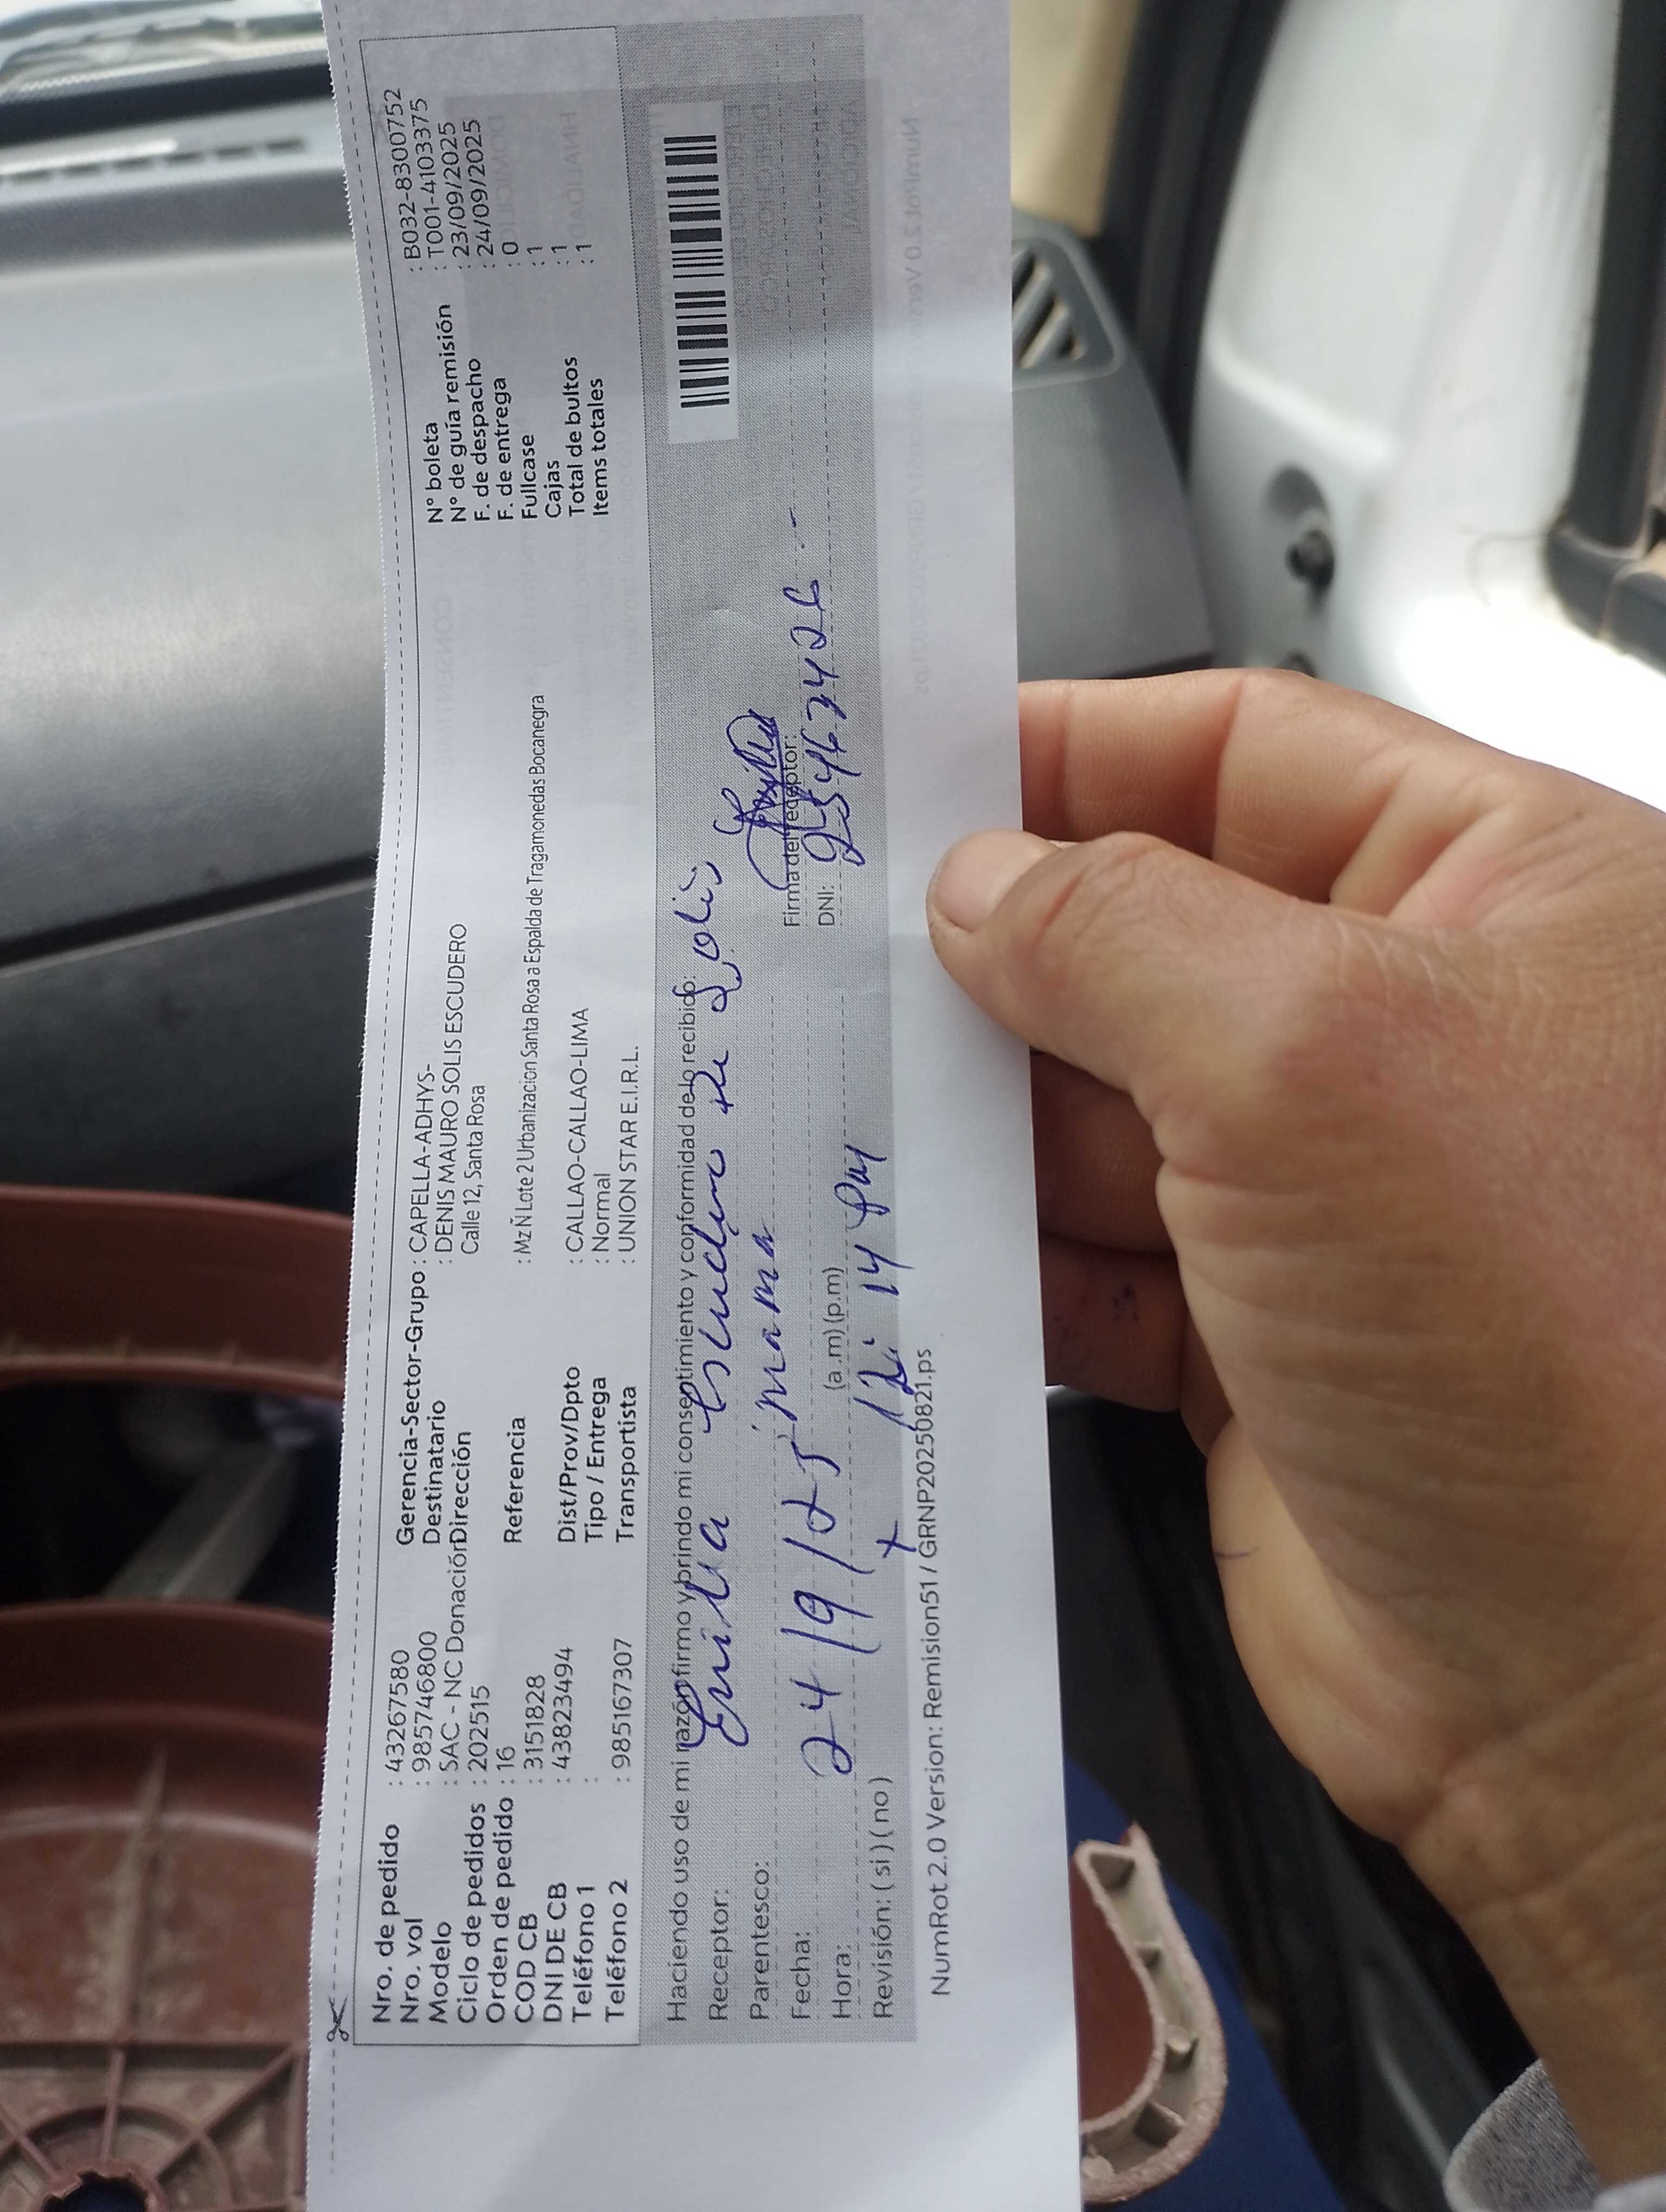 Nro. de pedido : 43267580
Nro. vol : 985746800
Modelo : SAC - NC Donación
Ciclo de pedidos : 202515
Orden de pedido : 16
COD CB : 3151828
DNI DE CB : 43823494
Teléfono 1 :
Teléfono 2 : 985167307
Gerencia-Sector-Grupo : CAPELLA-ADHYS-
Destinatario : DENIS MAURO SOLIS ESCUDERO
Dirección Calle 12, Santa Rosa
Referencia : Mz Ñ Lote 2 Urbanizacion Santa Rosa a Espalda de Tragamonedas Bocanegra
Dist/Prov/Dpto : CALLAO-CALLAO-LIMA
Tipo / Entrega : Normal
Transportista : UNION STAR E.I.R.L.
N° boleta : B032-8300752
N° de guía remisión : T001-4103375
F. de despacho : 23/09/2025
F. de entrega : 24/09/2025
Fullcase : 0
Cajas : 1
Total de bultos : 1
Items totales : 1
Haciendo uso de mi razón firmo y brindo mi consentimiento y conformidad de lo recibido:
Receptor: Emilia Escudero de Solis
Parentesco: mama
Fecha: 24/9/25
Hora: (a.m) (p.m) 12:14 pm
Revisión: ( si ) ( no )
Firma del receptor:
DNI:
NumRot 2.0 Version: Remision51 / GRNP20250821.ps